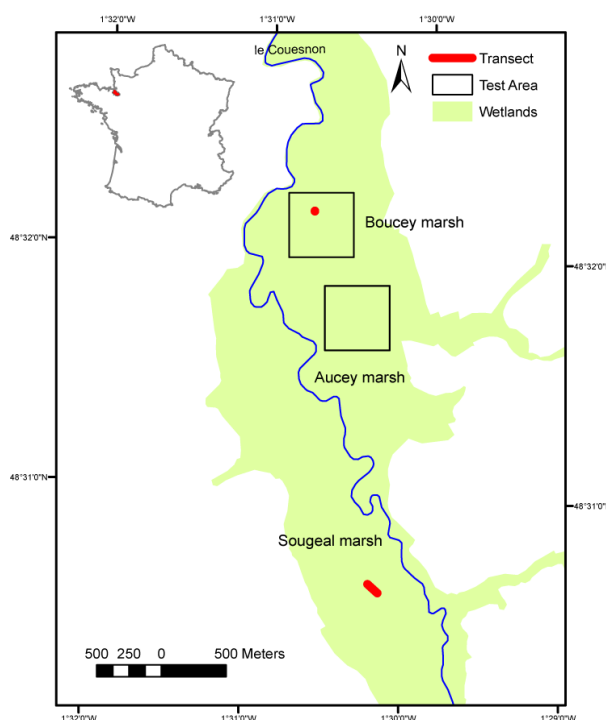 1°32'0"W 1°31'0"W 1°30'0"W
le Couesnon
N
Transect
Test Area
Wetlands
Boucey marsh
48°32'0"N
48°32'0"N
Aucey marsh
48°31'0"N
48°31'0"N
Sougeal marsh
500 250 0 500 Meters
1°32'0"W 1°31'0"W 1°30'0"W 1°29'0"W